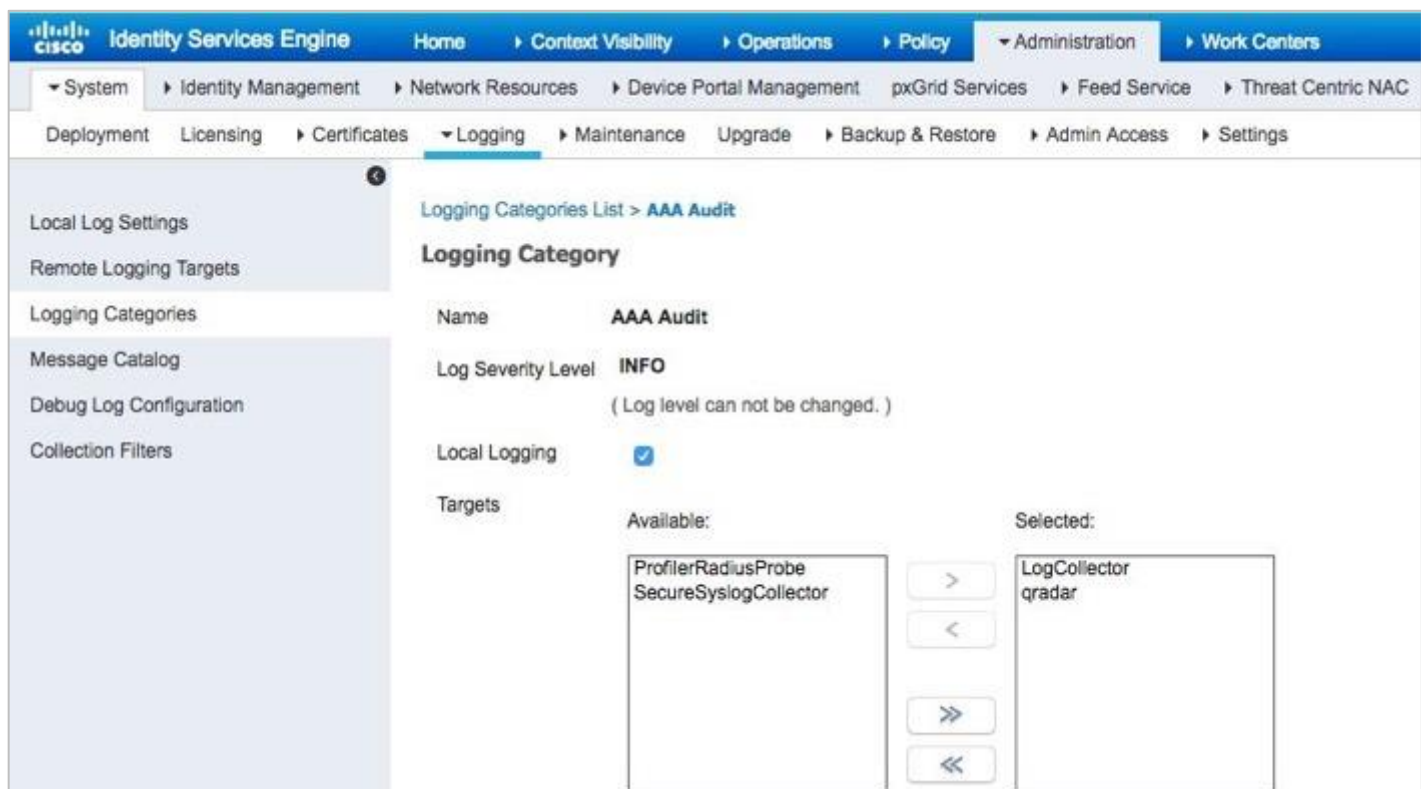 CISCO Identity Services Engine Home Context Visibility Operations Policy Administration Work Centers
System Identity Management Network Resources Device Portal Management pxGrid Services Feed Service Threat Centric NAC
Deployment Licensing Certificates Logging Maintenance Upgrade Backup & Restore Admin Access Settings
Local Log Settings
Remote Logging Targets
Logging Categories
Message Catalog
Debug Log Configuration
Collection Filters
Logging Categories List > AAA Audit
Logging Category
Name AAA Audit
Log Severity Level INFO
( Log level can not be changed. )
Local Logging
Targets
Available: Selected:
ProfilerRadiusProbe
SecureSyslogCollector
>
<
>>
<<
LogCollector
qradar